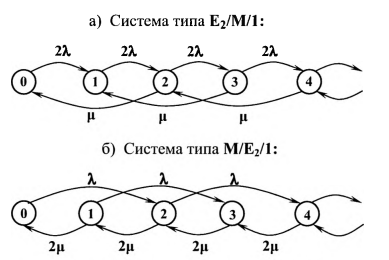 а) Система типа E₂/M/1:
2λ 2λ 2λ 2λ
0 1 2 3 4
μ μ μ
б) Система типа M/E₂/1:
λ λ λ
0 1 2 3 4
2μ 2μ 2μ 2μ